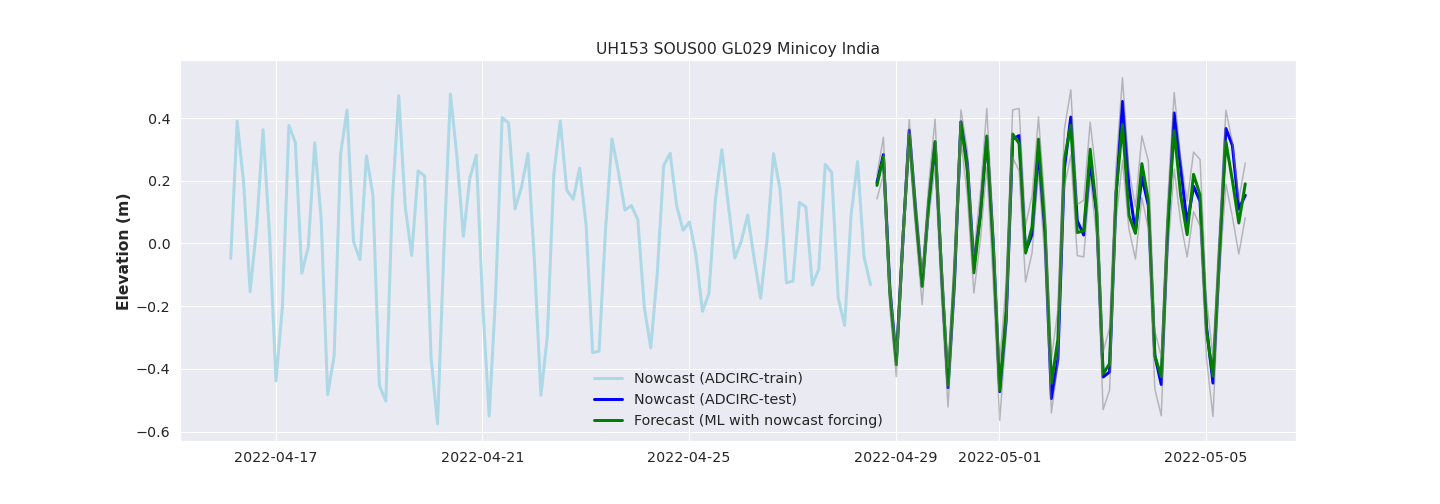 UH153 SOUS00 GL029 Minicoy India
Elevation (m)
0.4
0.2
0.0
−0.2
−0.4
−0.6
Nowcast (ADCIRC-train)
Nowcast (ADCIRC-test)
Forecast (ML with nowcast forcing)
2022-04-17 2022-04-21 2022-04-25 2022-04-29 2022-05-01 2022-05-05